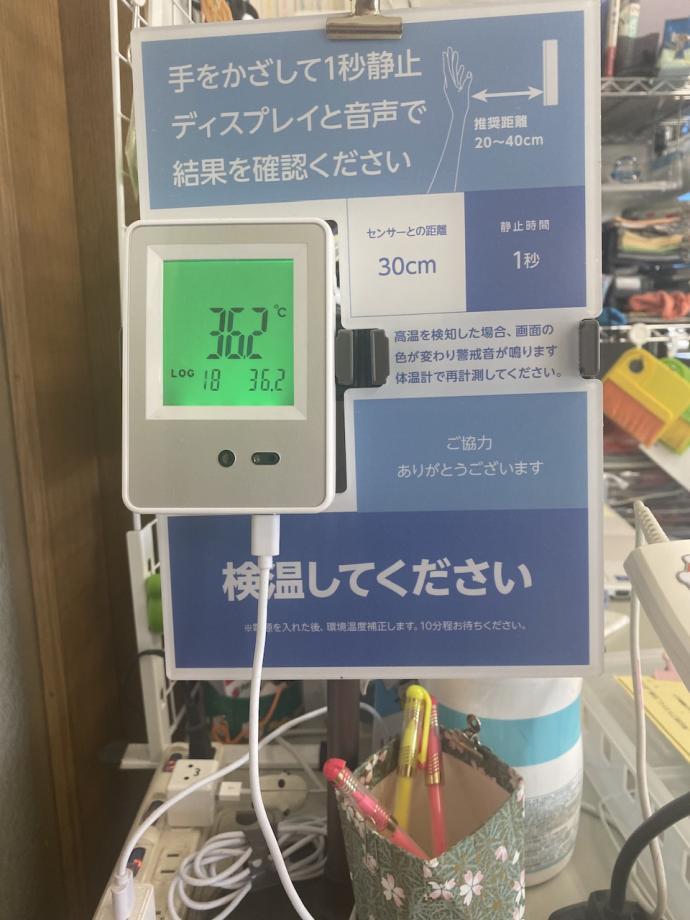 手をかざして1秒静止
ディスプレイと音声で
結果を確認ください
推奨距離
20～40cm
センサーとの距離
30cm
静止時間
1秒
36.2 ℃
LOG 18 36.2
高温を検知した場合、画面の
色が変わり警戒音が鳴ります
体温計で再計測してください。
ご協力
ありがとうございます
検温してください
を入れた後、環境温度補正します。10分程お待ちください。
3